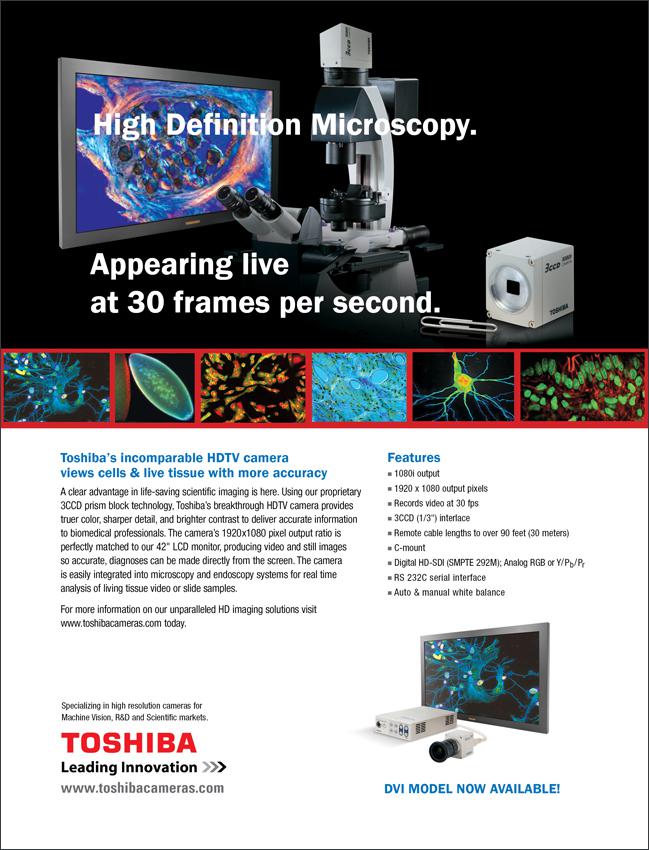 3CCD
TOSHIBA
High Definition Microscopy.
TOSHIBA
Appearing live
at 30 frames per second.
3CCD
TOSHIBA
Toshiba's incomparable HDTV camera
views cells & live tissue with more accuracy
A clear advantage in life-saving scientific imaging is here. Using our proprietary
3CCD prism block technology, Toshiba's breakthrough HDTV camera provides
truer color, sharper detail, and brighter contrast to deliver accurate information
to biomedical professionals. The camera's 1920x1080 pixel output ratio is
perfectly matched to our 42" LCD monitor, producing video and still images
so accurate, diagnoses can be made directly from the screen. The camera
is easily integrated into microscopy and endoscopy systems for real time
analysis of living tissue video or slide samples.
For more information on our unparalleled HD imaging solutions visit
www.toshibacameras.com today.
Features
■ 1080i output
■ 1920 x 1080 output pixels
■ Records video at 30 fps
■ 3CCD (1/3") interlace
■ Remote cable lengths to over 90 feet (30 meters)
■ C-mount
■ Digital HD-SDI (SMPTE 292M); Analog RGB or Y/Pb/Pr
■ RS 232C serial interface
■ Auto & manual white balance
Specializing in high resolution cameras for
Machine Vision, R&D and Scientific markets.
TOSHIBA
Leading Innovation >>>
www.toshibacameras.com
DVI MODEL NOW AVAILABLE!